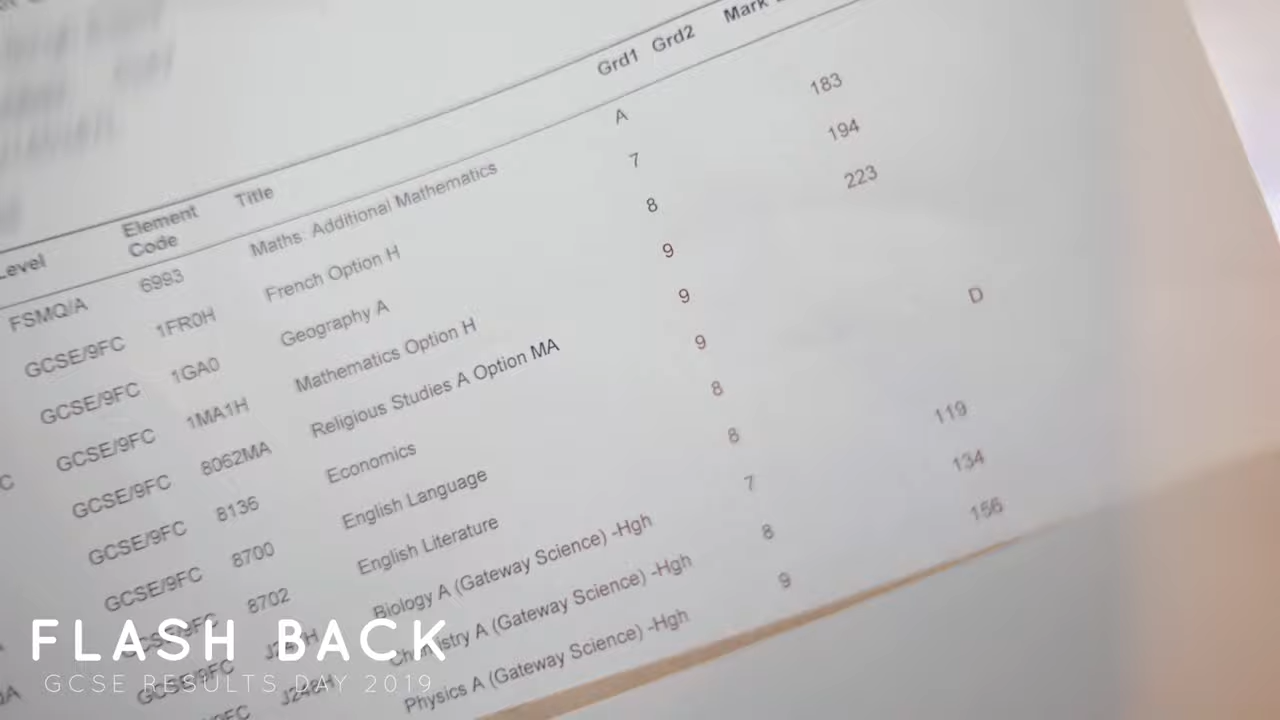 Level Element Code Title Grd1 Grd2 Mark
FSMQ/A 6993 Maths: Additional Mathematics A
GCSE/9FC 1FR0H French Option H 7 183
GCSE/9FC 1GA0 Geography A 8 194
GCSE/9FC 1MA1H Mathematics Option H 9 223
GCSE/9FC 8062MA Religious Studies A Option MA 9
GCSE/9FC 8136 Economics 9
GCSE/9FC 8700 English Language 8 D
GCSE/9FC 8702 English Literature 8
GCSE/9FC Biology A (Gateway Science) -Hgh 7 119
Chemistry A (Gateway Science) -Hgh 8 134
Physics A (Gateway Science) -Hgh 9 156
FLASH BACK
GCSE RESULTS DAY 2019